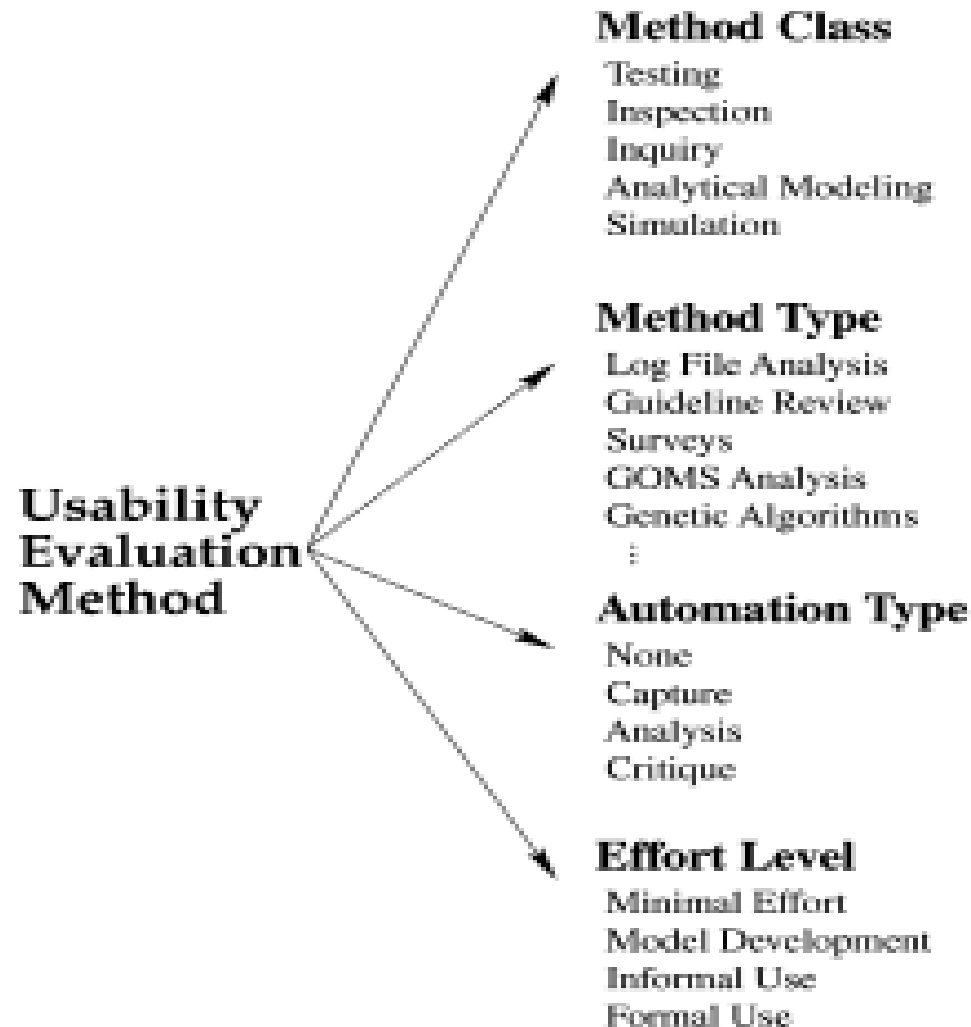 Method Class
Testing
Inspection
Inquiry
Analytical Modeling
Simulation
Method Type
Log File Analysis
Guideline Review
Surveys
GOMS Analysis
Genetic Algorithms
⋮
Usability
Evaluation
Method
Automation Type
None
Capture
Analysis
Critique
Effort Level
Minimal Effort
Model Development
Informal Use
Formal Use